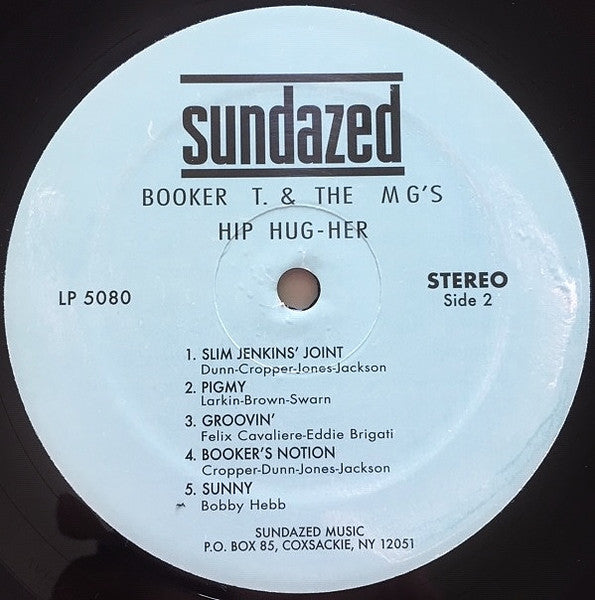 sundazed
BOOKER T. & THE MG'S
HIP HUG-HER
LP 5080
STEREO
Side 2
1. SLIM JENKINS' JOINT
Dunn-Cropper-Jones-Jackson
2. PIGMY
Larkin-Brown-Swarn
3. GROOVIN'
Felix Cavaliere-Eddie Brigati
4. BOOKER'S NOTION
Cropper-Dunn-Jones-Jackson
5. SUNNY
Bobby Hebb
SUNDAZED MUSIC
P.O. BOX 85, COXSACKIE, NY 12051